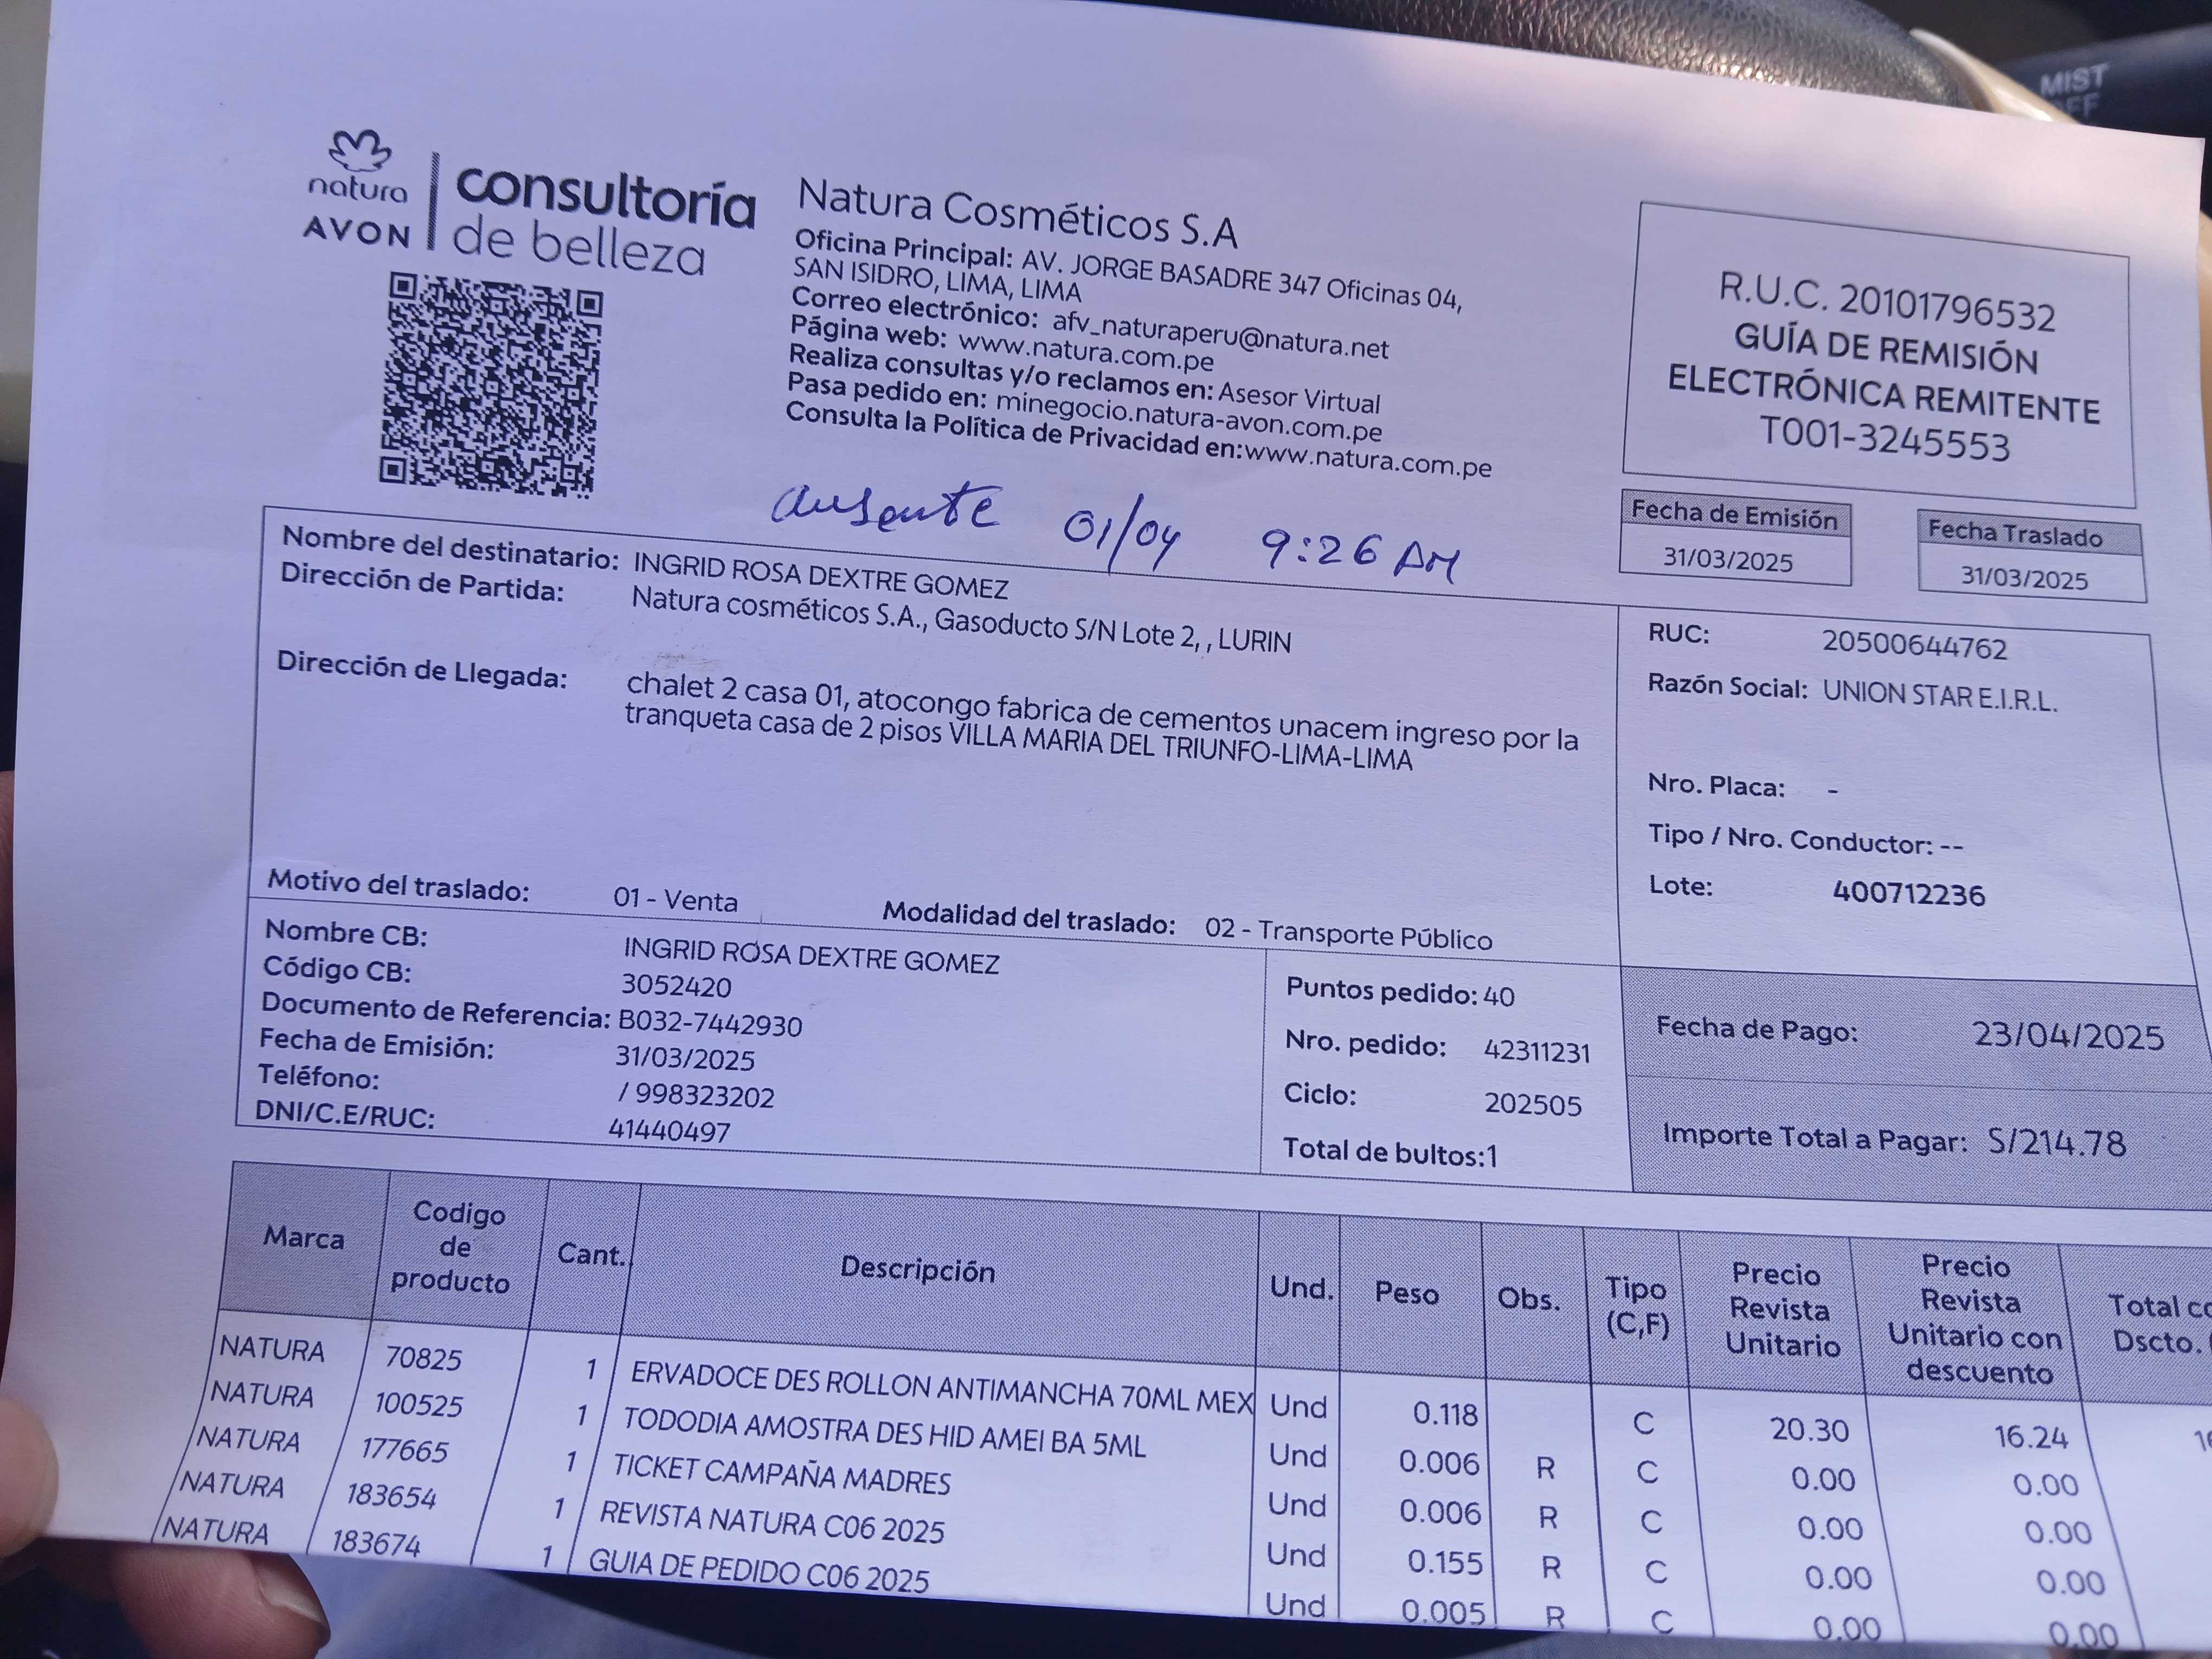 natura
AVON
consultoría
de belleza
Natura Cosméticos S.A
Oficina Principal: AV. JORGE BASADRE 347 Oficinas 04,
SAN ISIDRO, LIMA, LIMA
Correo electrónico: afv_naturaperu@natura.net
Página web: www.natura.com.pe
Realiza consultas y/o reclamos en: Asesor Virtual
Pasa pedido en: minegocio.natura-avon.com.pe
Consulta la Política de Privacidad en:www.natura.com.pe
R.U.C. 20101796532
GUÍA DE REMISIÓN
ELECTRÓNICA REMITENTE
T001-3245553
MIST
ausente 01/04 9:26 AM
Fecha de Emisión
31/03/2025
Fecha Traslado
31/03/2025
Nombre del destinatario: INGRID ROSA DEXTRE GOMEZ
Dirección de Partida: Natura cosméticos S.A., Gasoducto S/N Lote 2, , LURIN
Dirección de Llegada: chalet 2 casa 01, atocongo fabrica de cementos unacem ingreso por la
tranqueta casa de 2 pisos VILLA MARIA DEL TRIUNFO-LIMA-LIMA
Motivo del traslado: 01 - Venta Modalidad del traslado: 02 - Transporte Público
RUC: 20500644762
Razón Social: UNION STAR E.I.R.L.
Nro. Placa: -
Tipo / Nro. Conductor: --
Lote: 400712236
Nombre CB: INGRID ROSA DEXTRE GOMEZ
Código CB: 3052420
Documento de Referencia: B032-7442930
Fecha de Emisión: 31/03/2025
Teléfono: / 998323202
DNI/C.E/RUC: 41440497
Puntos pedido: 40
Nro. pedido: 42311231
Ciclo: 202505
Total de bultos:1
Fecha de Pago: 23/04/2025
Importe Total a Pagar: S/214.78
Marca Codigo de producto Cant. Descripción Und. Peso Obs. Tipo (C,F) Precio Revista Unitario Precio Revista Unitario con descuento Total Dscto.
NATURA 70825 1 ERVADOCE DES ROLLON ANTIMANCHA 70ML MEX Und 0.118 C 20.30 16.24
NATURA 100525 1 TODODIA AMOSTRA DES HID AMEI BA 5ML Und 0.006 R C 0.00 0.00
NATURA 177665 1 TICKET CAMPAÑA MADRES Und 0.006 R C 0.00 0.00
NATURA 183654 1 REVISTA NATURA C06 2025 Und 0.155 R C 0.00 0.00
NATURA 183674 1 GUIA DE PEDIDO C06 2025 Und 0.005 R C 0.00 0.00